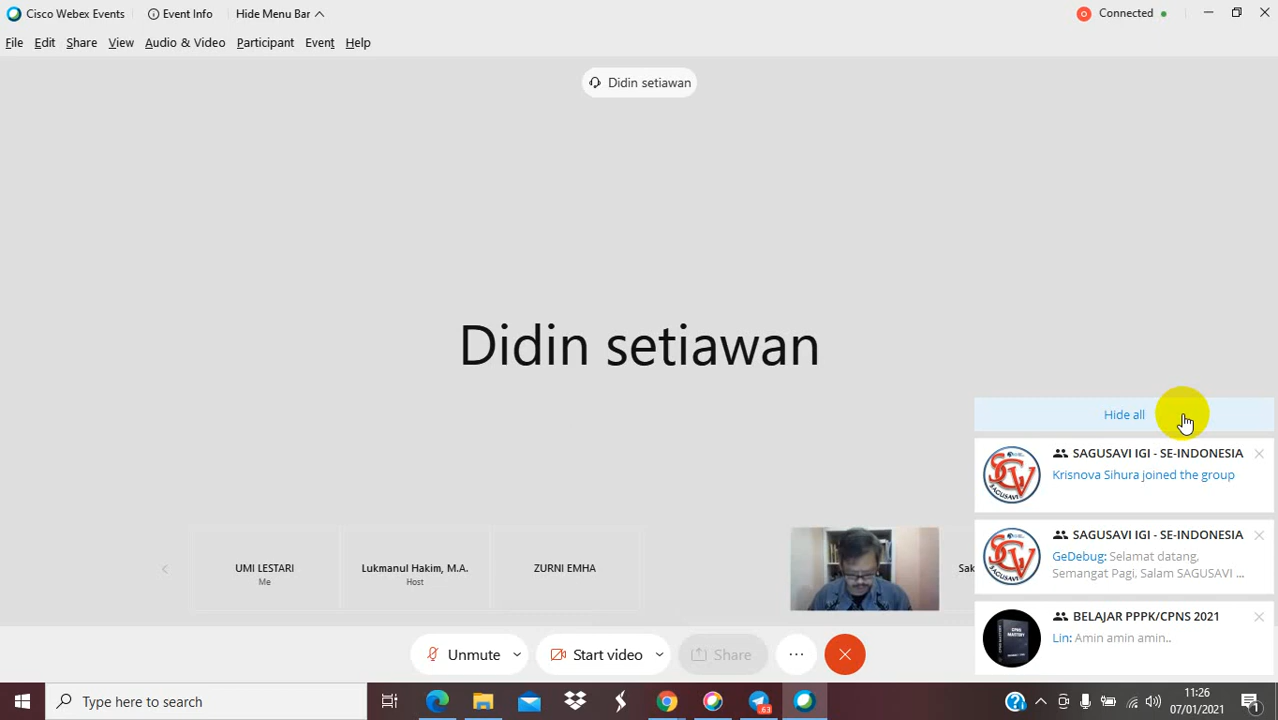 Cisco Webex Events
Event Info
Hide Menu Bar
Connected
File Edit Share View Audio & Video Participant Event Help
Didin setiawan
Didin setiawan
Hide all
SAGUSAVI IGI - SE-INDONESIA
Krisnova Sihura joined the group
SAGUSAVI IGI - SE-INDONESIA
GeDebug: Selamat datang,
Semangat Pagi, Salam SAGUSAVI ...
BELAJAR PPPK/CPNS 2021
Lin: Amin amin amin..
UMI LESTARI
Me
Lukmanul Hakim, M.A.
Host
ZURNI EMHA
Sak
Unmute
Start video
Share
Type here to search
63
11:26
07/01/2021
1